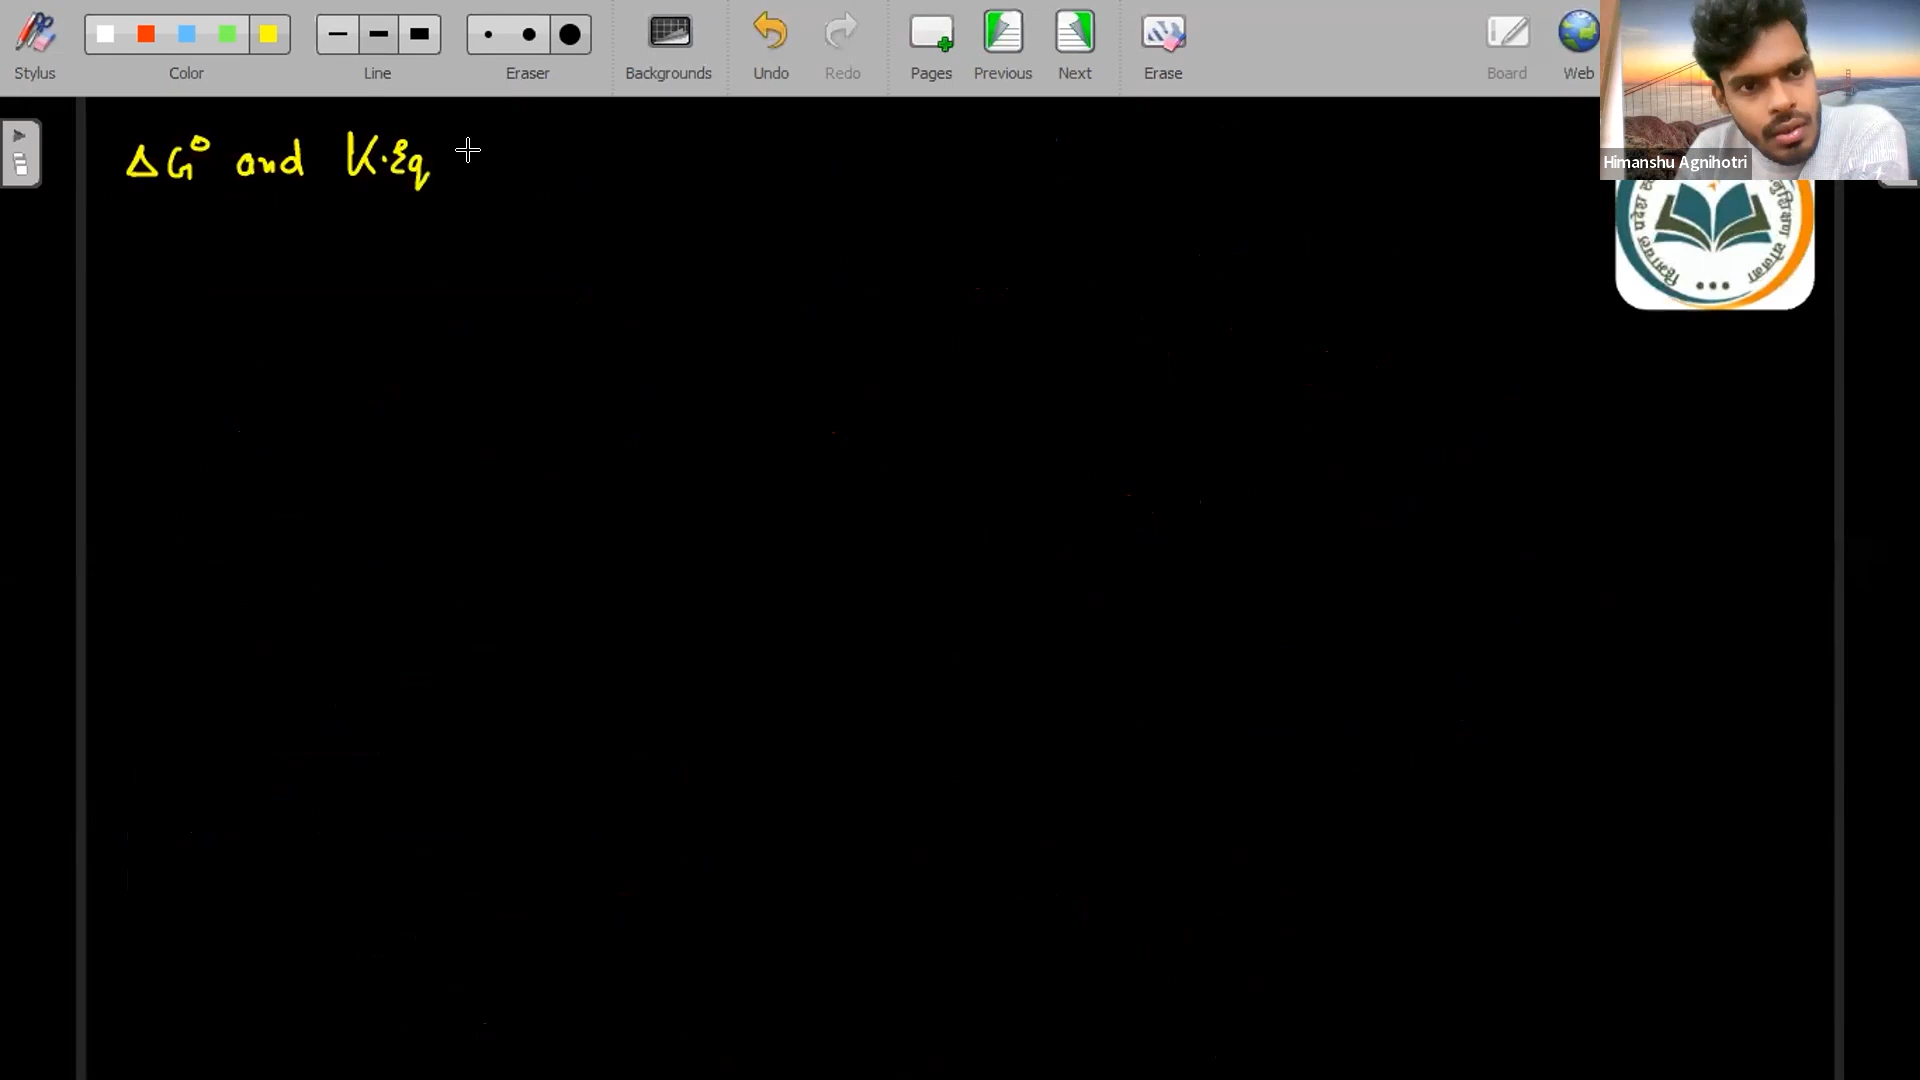 Stylus Color Line Eraser Backgrounds Undo Redo Pages Previous Next Erase Board Web
Himanshu Agnihotri
ΔG° and K.Eq